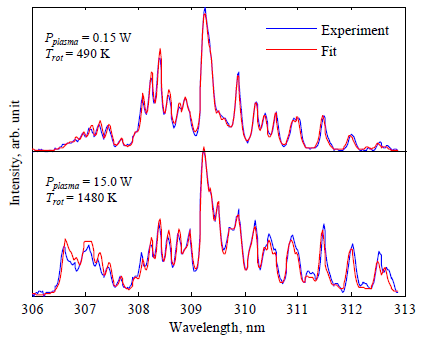 P_plasma = 0.15 W
T_rot = 490 K
Experiment
Fit
Intensity, arb. unit
P_plasma = 15.0 W
T_rot = 1480 K
306 307 308 309 310 311 312 313
Wavelength, nm